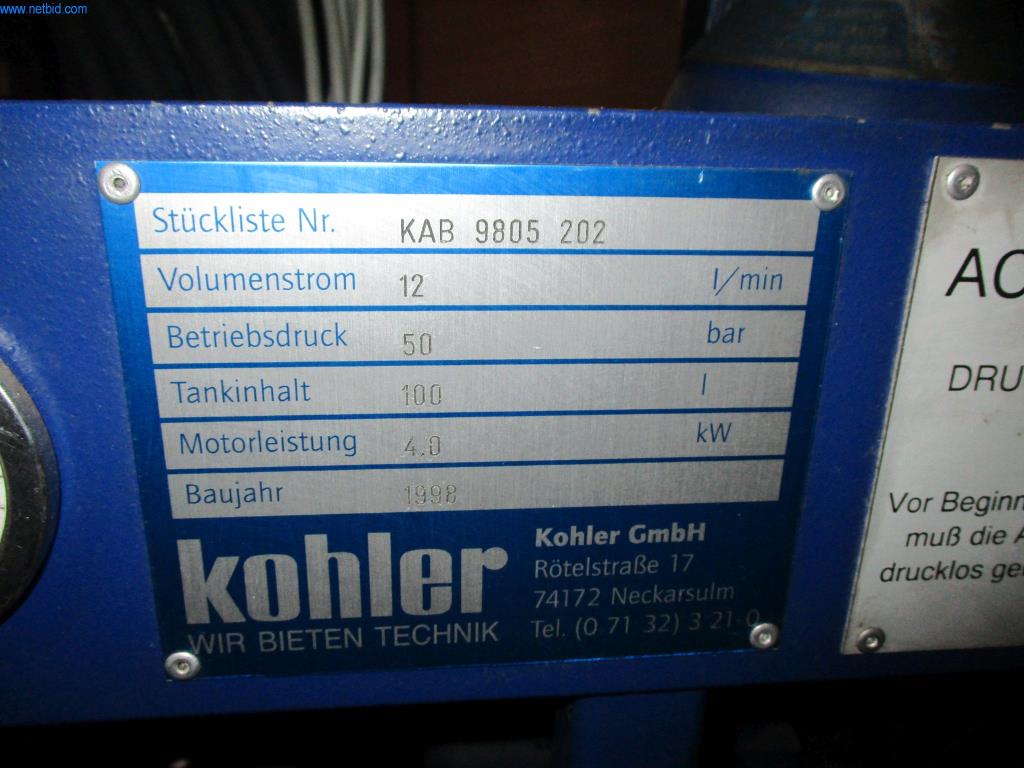 www.netbid.com
Stückliste Nr. KAB 9805 202
Volumenstrom 12 l/min
Betriebsdruck 50 bar
Tankinhalt 100 l
Motorleistung 4.0 kW
Baujahr 1998
kohler
WIR BIETEN TECHNIK
Kohler GmbH
Rötelstraße 17
74172 Neckarsulm
Tel. (0 71 32) 3 21-0
AC
DRU
Vor Beginn
muß die A
drucklos ge